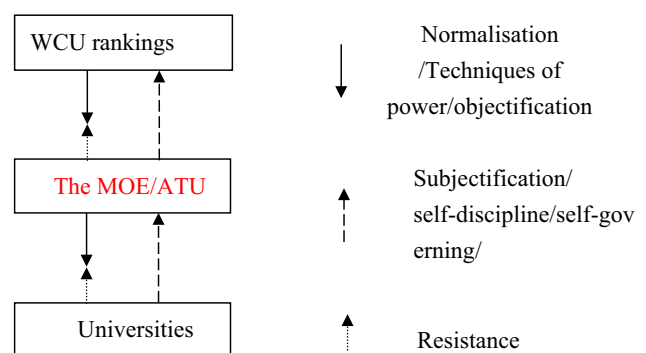 WCU rankings
The MOE/ATU
Universities
Normalisation
/Techniques of
power/objectification
Subjectification/
self-discipline/self-gov
erning/
Resistance